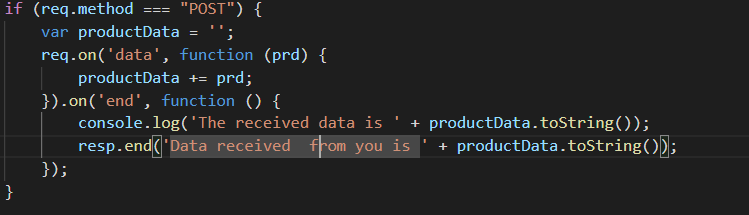 if (req.method === "POST") {
    var productData = '';
    req.on('data', function (prd) {
        productData += prd;
    }).on('end', function () {
        console.log('The received data is ' + productData.toString());
        resp.end('Data received  from you is ' + productData.toString());
    });
}